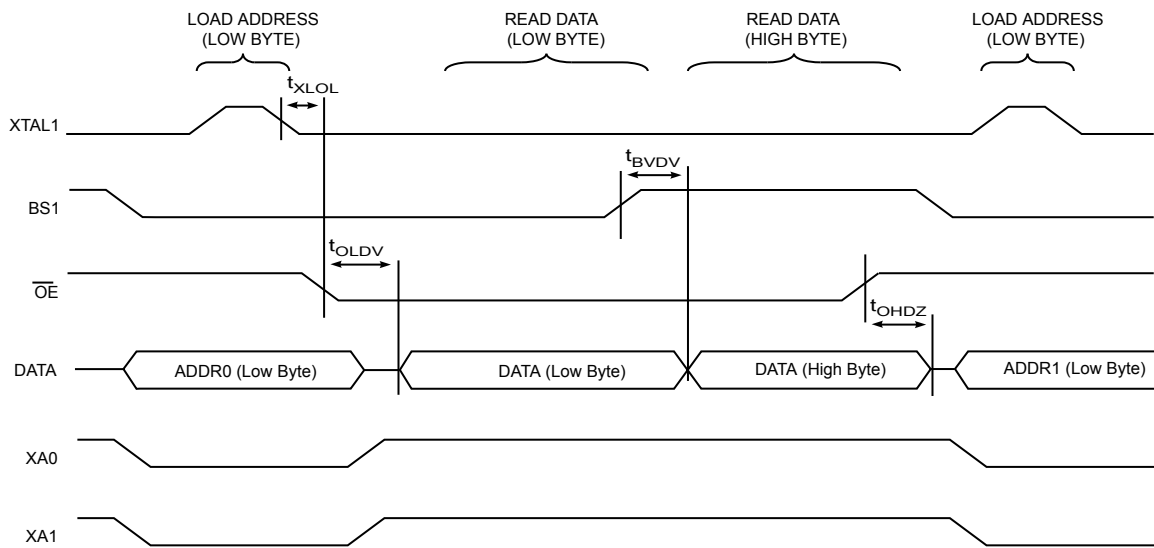 LOAD ADDRESS
(LOW BYTE)
READ DATA
(LOW BYTE)
READ DATA
(HIGH BYTE)
LOAD ADDRESS
(LOW BYTE)
tXLOL
XTAL1
tBVDV
BS1
tOLDV
OE
tOHDZ
DATA
ADDR0 (Low Byte)
DATA (Low Byte)
DATA (High Byte)
ADDR1 (Low Byte)
XA0
XA1